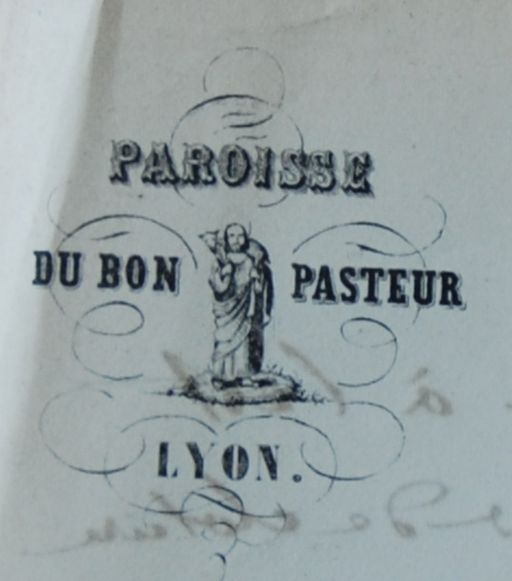 PAROISSE
DU BON PASTEUR
LYON.
à